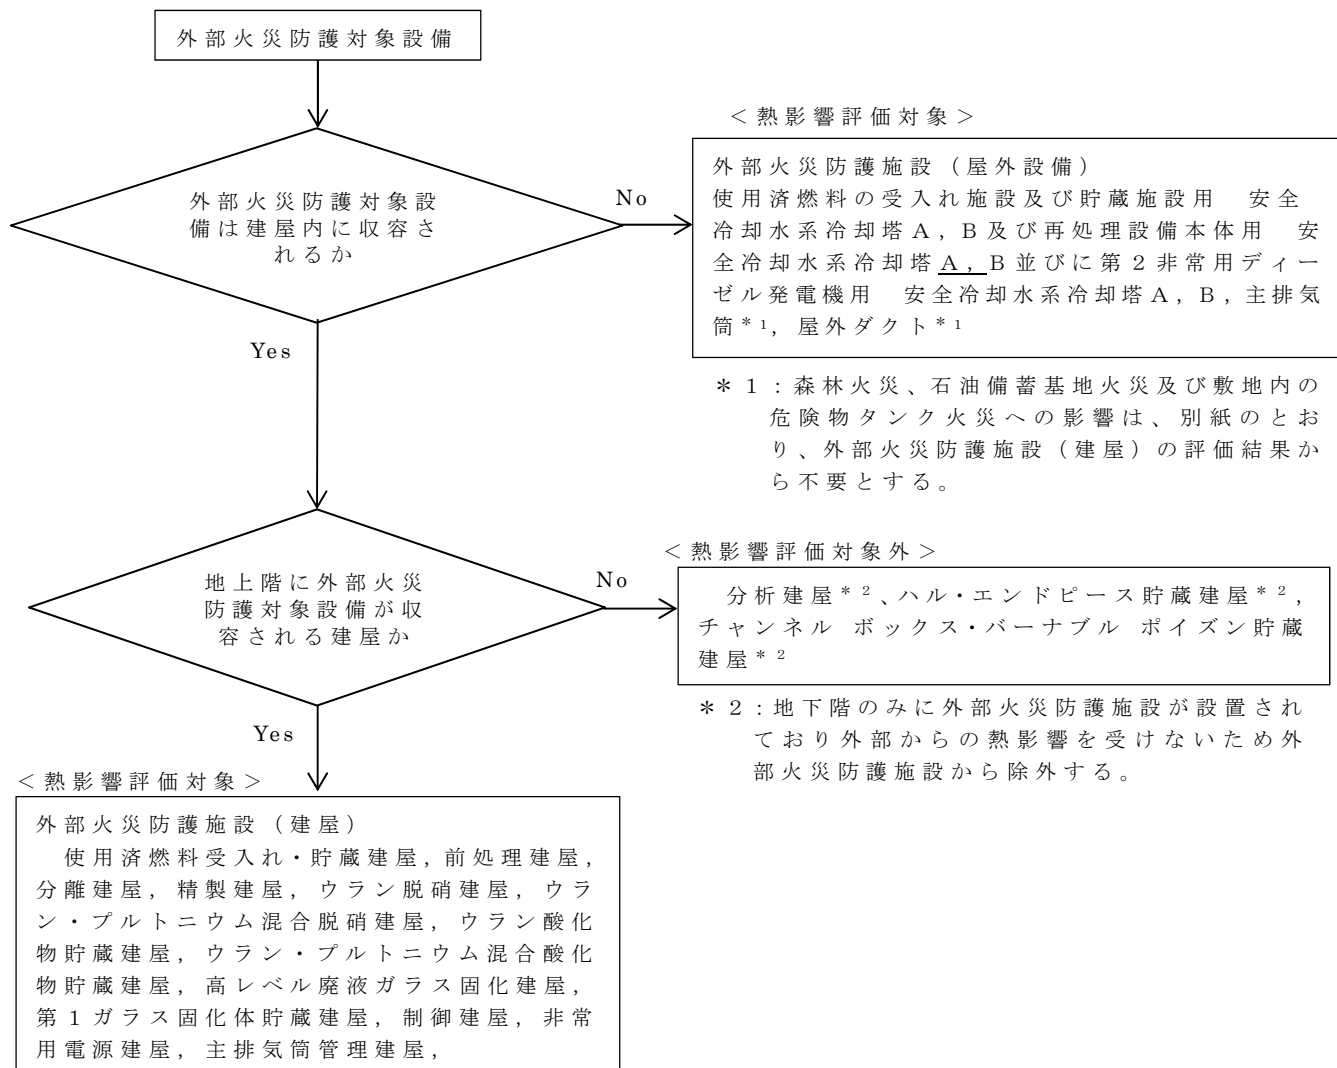 外部火災防護対象設備
外部火災防護対象設
備は建屋内に収容さ
れるか
No
Yes
＜熱影響評価対象＞
外部火災防護施設（屋外設備）
使用済燃料の受入れ施設及び貯蔵施設用　安全
冷却水系冷却塔Ａ，Ｂ及び再処理設備本体用　安
全冷却水系冷却塔Ａ，Ｂ並びに第２非常用ディー
ゼル発電機用　安全冷却水系冷却塔Ａ，Ｂ，主排気
筒＊１，屋外ダクト＊１
＊１：森林火災、石油備蓄基地火災及び敷地内の
危険物タンク火災への影響は、別紙のとお
り、外部火災防護施設（建屋）の評価結果か
ら不要とする。
地上階に外部火災
防護対象設備が収
容される建屋か
No
Yes
＜熱影響評価対象外＞
分析建屋＊２、ハル・エンドピース貯蔵建屋＊２，
チャンネル ボックス・バーナブル ポイズン貯蔵
建屋＊２
＊２：地下階のみに外部火災防護施設が設置され
ており外部からの熱影響を受けないため外
部火災防護施設から除外する。
＜熱影響評価対象＞
外部火災防護施設（建屋）
使用済燃料受入れ・貯蔵建屋，前処理建屋，
分離建屋，精製建屋，ウラン脱硝建屋，ウラ
ン・プルトニウム混合脱硝建屋，ウラン酸化
物貯蔵建屋，ウラン・プルトニウム混合酸化
物貯蔵建屋，高レベル廃液ガラス固化建屋，
第１ガラス固化体貯蔵建屋，制御建屋，非常
用電源建屋，主排気筒管理建屋，